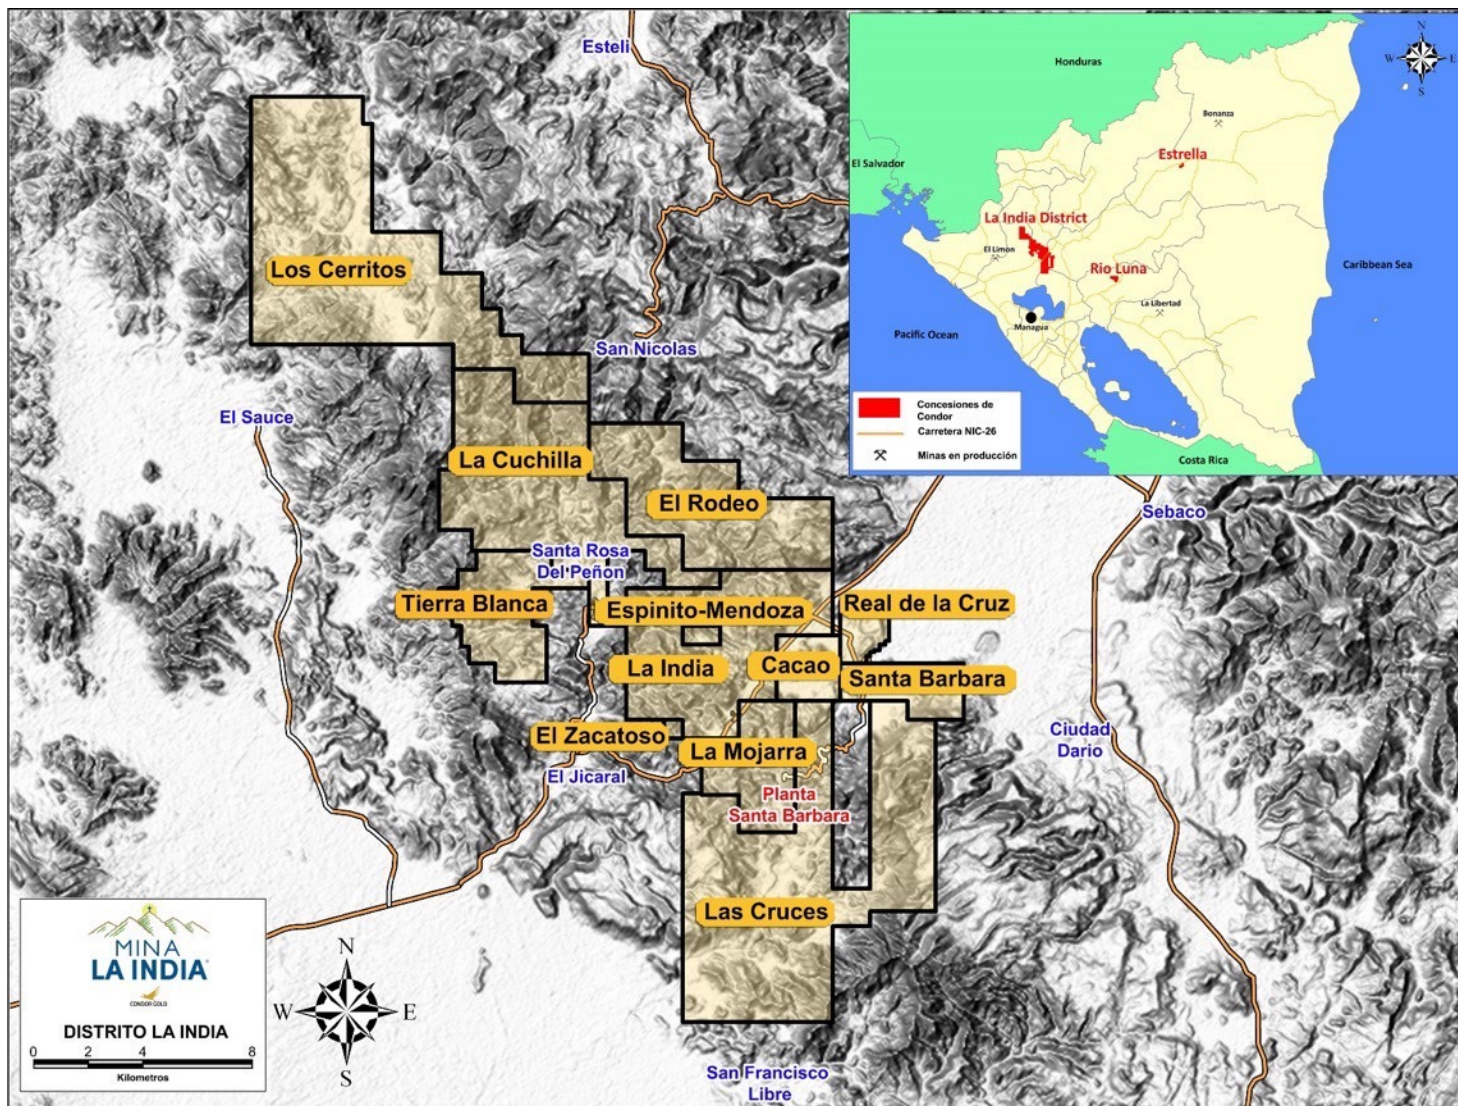 Esteli
Los Cerritos
San Nicolas
El Sauce
La Cuchilla
El Rodeo
Sebaco
Santa Rosa
Del Peñon
Tierra Blanca
Espinito-Mendoza
Real de la Cruz
La India
Cacao
Santa Barbara
El Zacatoso
La Mojarra
Ciudad
Dario
El Jicaral
Planta
Santa Barbara
Las Cruces
San Francisco
Libre
N
W
E
S
MINA
LA INDIA
CONDOR GOLD
DISTRITO LA INDIA
0 2 4 8
Kilometros
Honduras
N
W
E
S
Bonanza
El Salvador
Estrella
La India District
El Limon
Rio Luna
Caribbean Sea
La Libertad
Managua
Pacific Ocean
Costa Rica
Concesiones de
Condor
Carretera NIC-26
Minas en producción